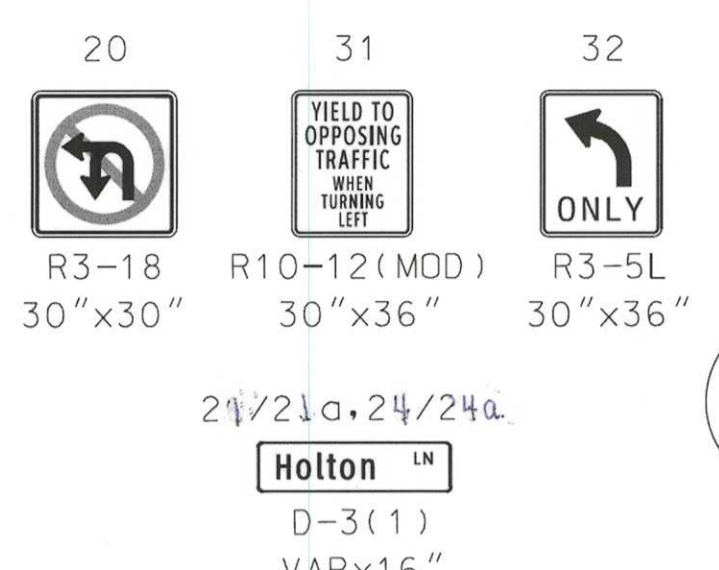 20 31 32
YIELD TO
OPPOSING
TRAFFIC
WHEN
TURNING
LEFT
ONLY
R3-18 R10-12(MOD) R3-5L
30"x30" 30"x36" 30"x36"
21/21a, 24/24a.
Holton LN
D-3(1)
VARx16"